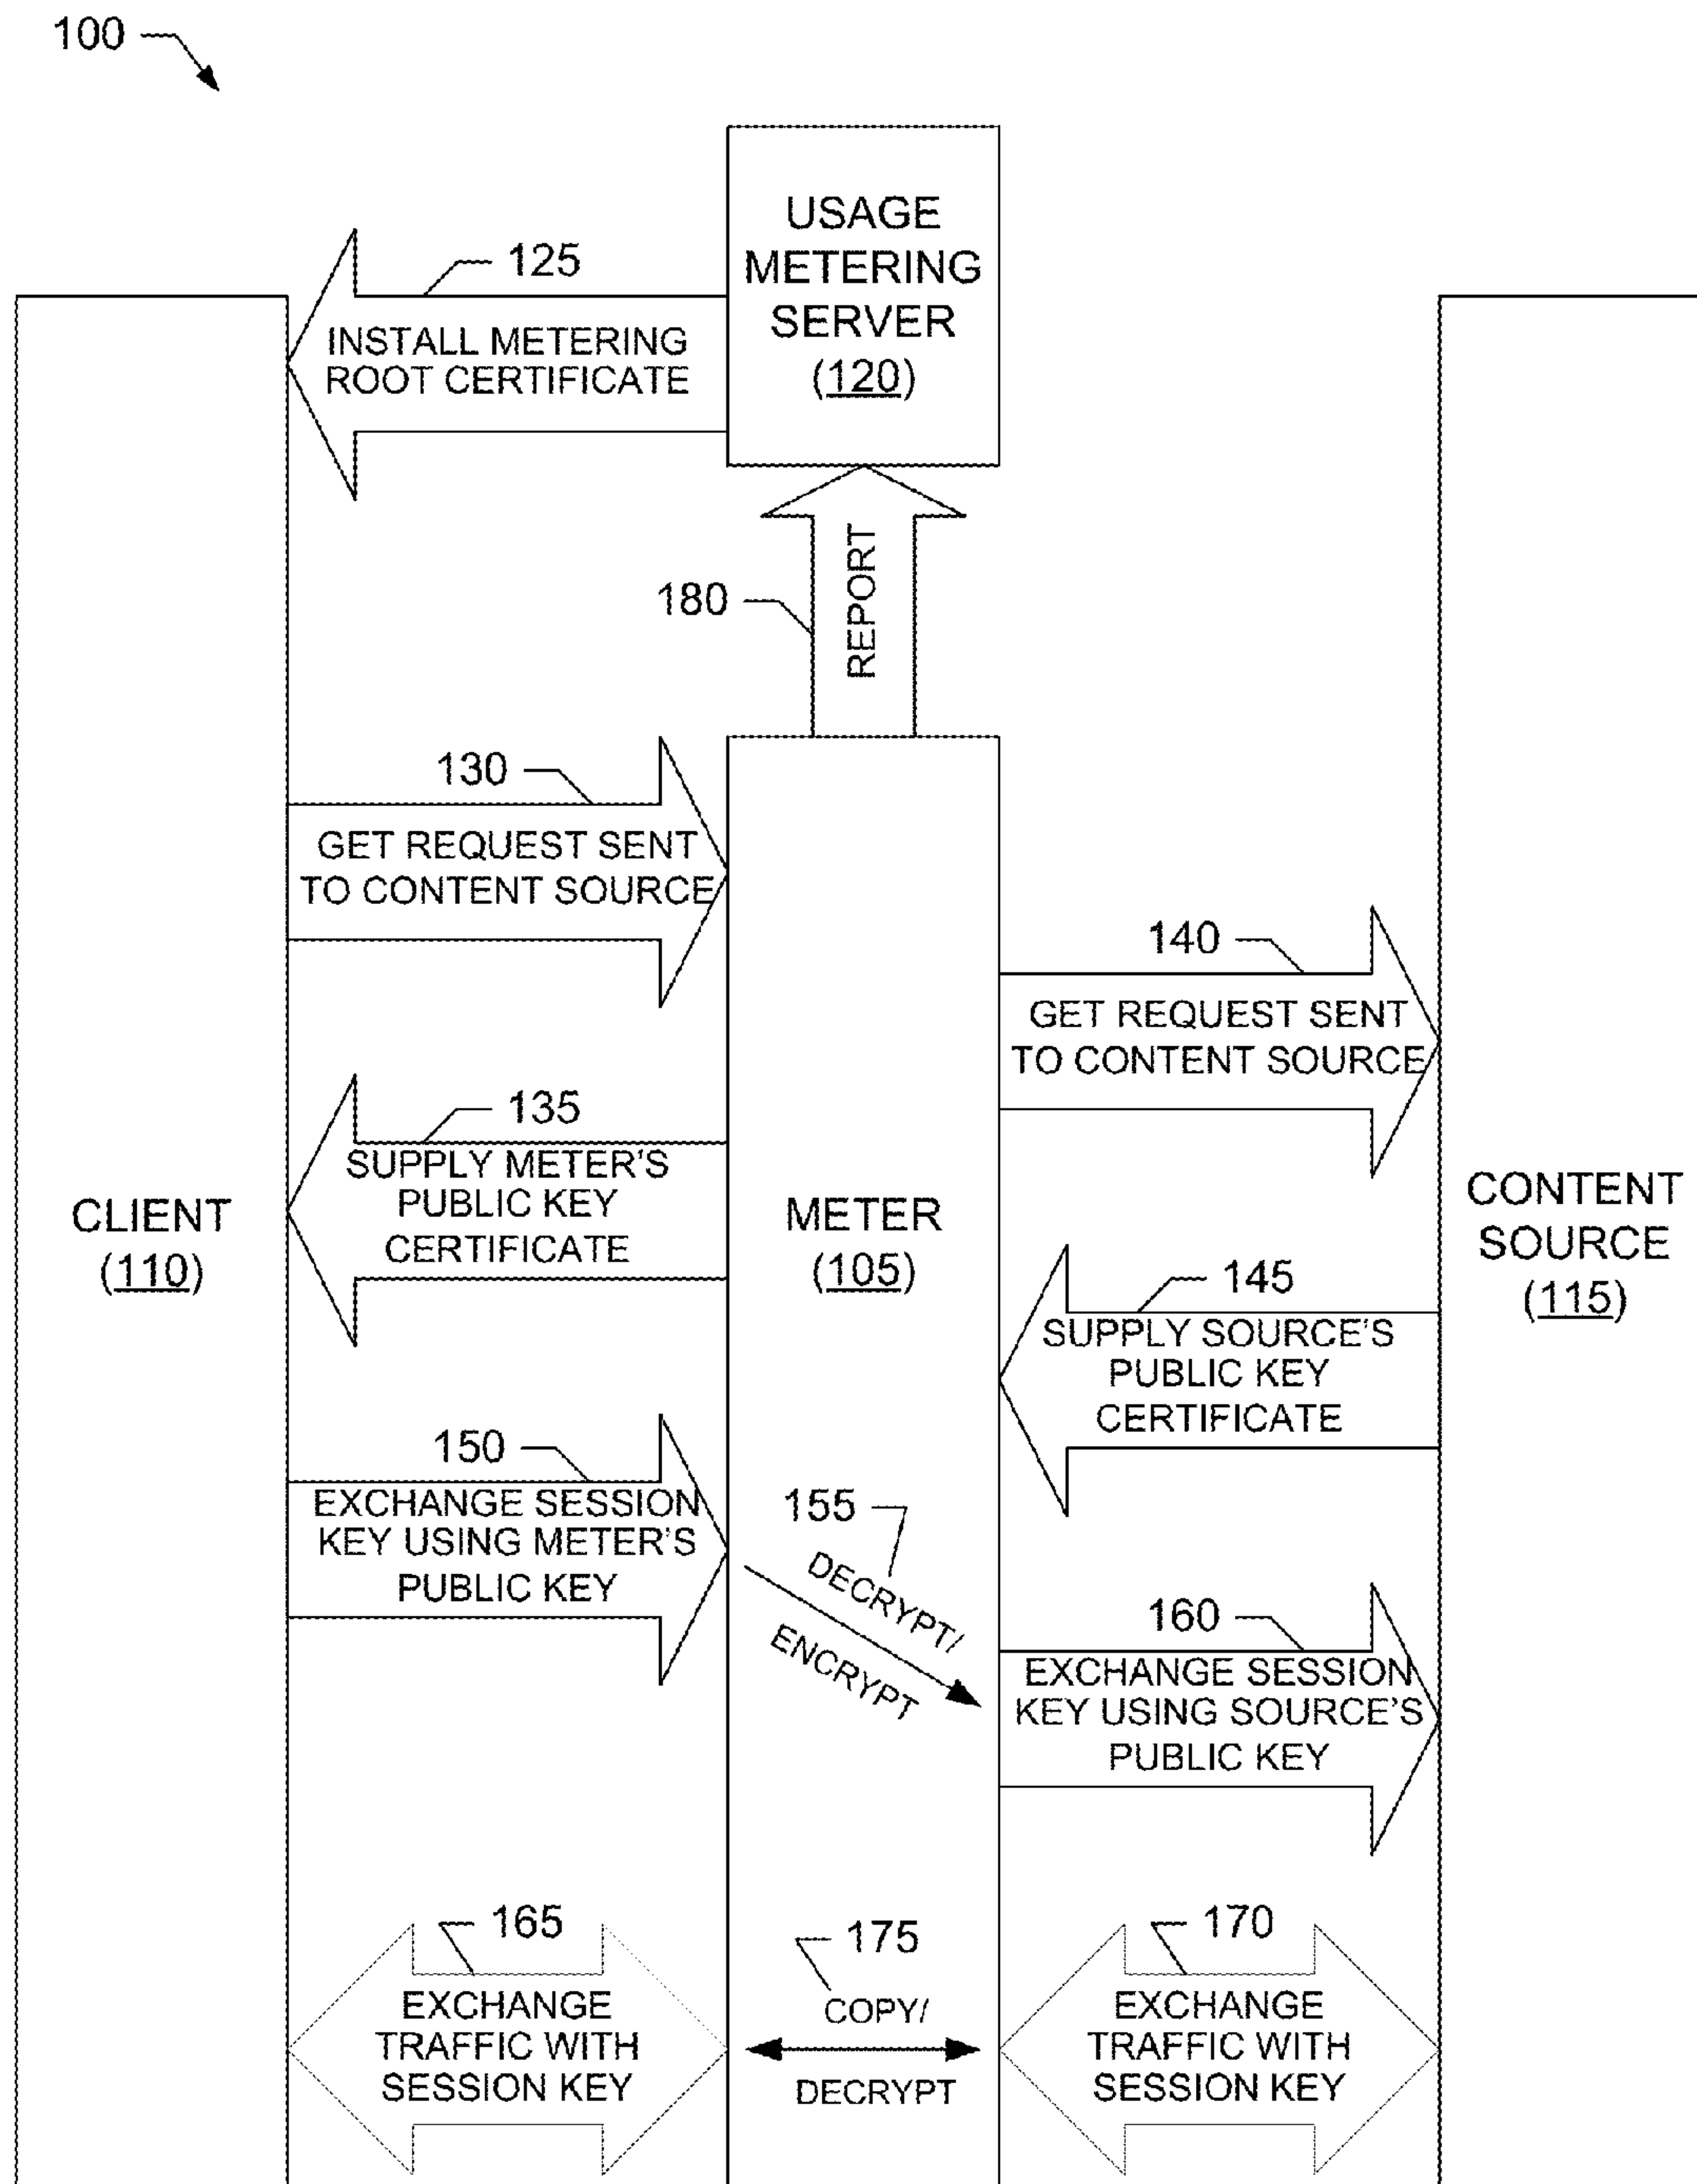 100
USAGE
METERING
SERVER
(120)
125
INSTALL METERING
ROOT CERTIFICATE
180
REPORT
130
GET REQUEST SENT
TO CONTENT SOURCE
140
GET REQUEST SENT
TO CONTENT SOURCE
135
SUPPLY METER'S
PUBLIC KEY
CERTIFICATE
CLIENT
(110)
METER
(105)
CONTENT
SOURCE
(115)
145
SUPPLY SOURCE'S
PUBLIC KEY
CERTIFICATE
150
EXCHANGE SESSION
KEY USING METER'S
PUBLIC KEY
155
DECRYPT/
ENCRYPT
160
EXCHANGE SESSION
KEY USING SOURCE'S
PUBLIC KEY
165
EXCHANGE
TRAFFIC WITH
SESSION KEY
175
COPY/
DECRYPT
170
EXCHANGE
TRAFFIC WITH
SESSION KEY